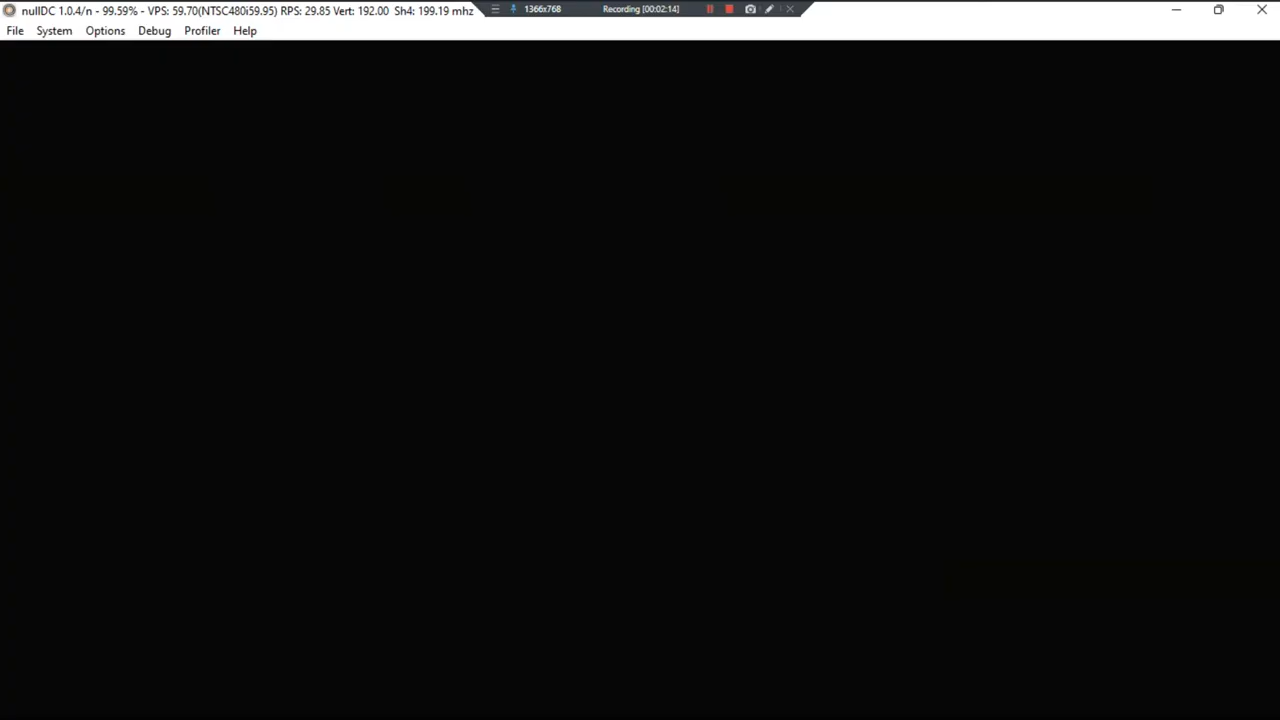 nullDC 1.0.4/n - 99.59% - VPS: 59.70(NTSC480i59.95) RPS: 29.85 Vert: 192.00 Sh4: 199.19 mhz
1366x768 Recording [00:02:14]
File System Options Debug Profiler Help